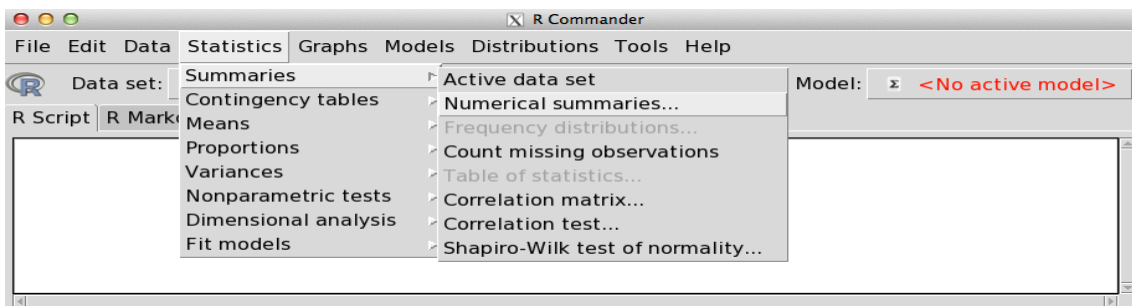 R Commander
File Edit Data Statistics Graphs Models Distributions Tools Help
R Data set: Model: Σ <No active model>
R Script R Mark
Summaries
Contingency tables
Means
Proportions
Variances
Nonparametric tests
Dimensional analysis
Fit models
Active data set
Numerical summaries...
Frequency distributions...
Count missing observations
Table of statistics...
Correlation matrix...
Correlation test...
Shapiro-Wilk test of normality...